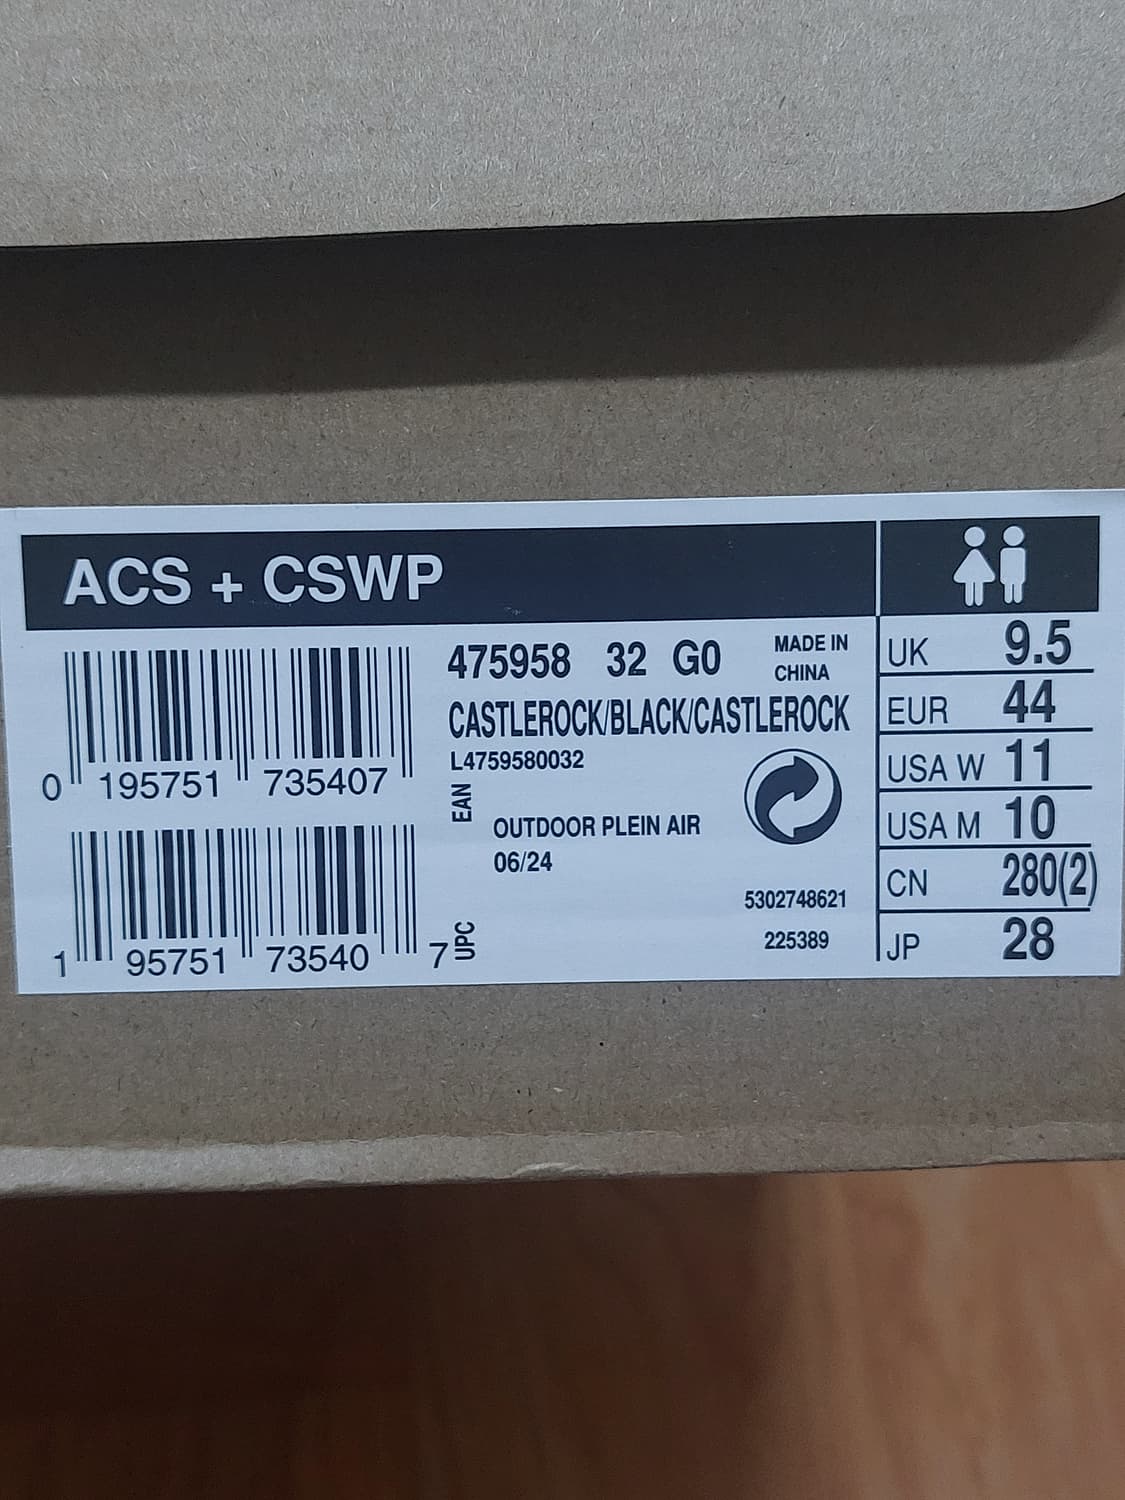 ACS + CSWP
0 195751 735407
EAN
1 95751 73540 7
UPC
475958 32 G0
MADE IN
CHINA
CASTLEROCK/BLACK/CASTLEROCK
L4759580032
OUTDOOR PLEIN AIR
06/24
5302748621
225389
UK 9.5
EUR 44
USA W 11
USA M 10
CN 280(2)
JP 28